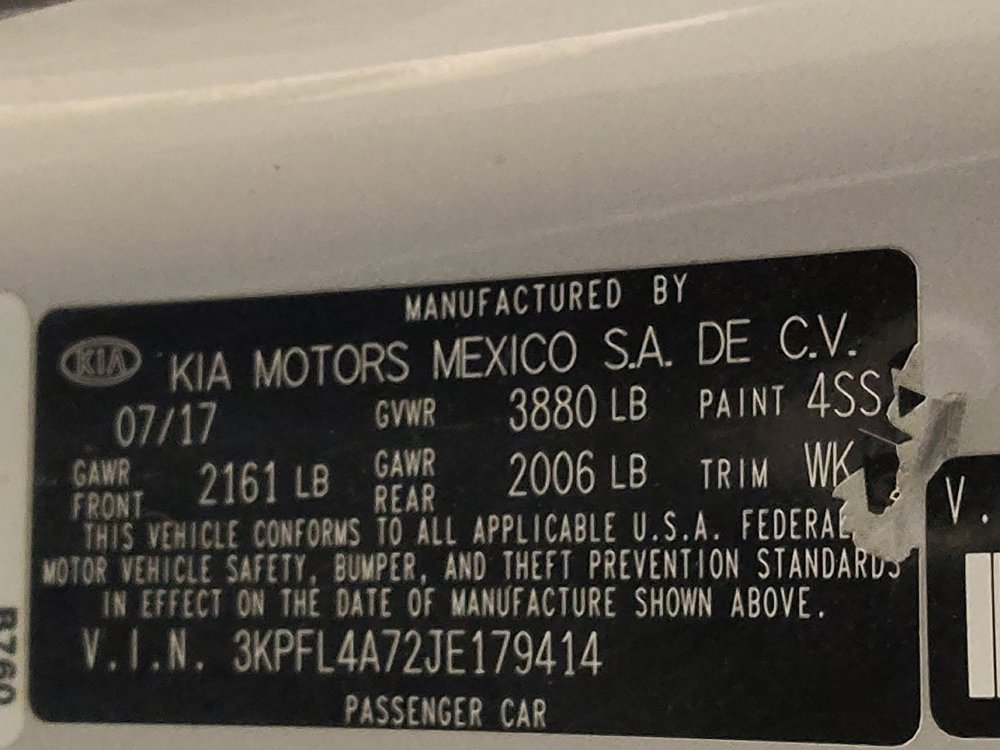 MANUFACTURED BY
KIA KIA MOTORS MEXICO S.A. DE C.V.
07/17 GVWR 3880 LB PAINT 4SS
GAWR FRONT 2161 LB GAWR REAR 2006 LB TRIM WK
THIS VEHICLE CONFORMS TO ALL APPLICABLE U.S.A. FEDERAL
MOTOR VEHICLE SAFETY, BUMPER, AND THEFT PREVENTION STANDARDS
IN EFFECT ON THE DATE OF MANUFACTURE SHOWN ABOVE.
V.I.N. 3KPFL4A72JE179414
PASSENGER CAR
V.
B760